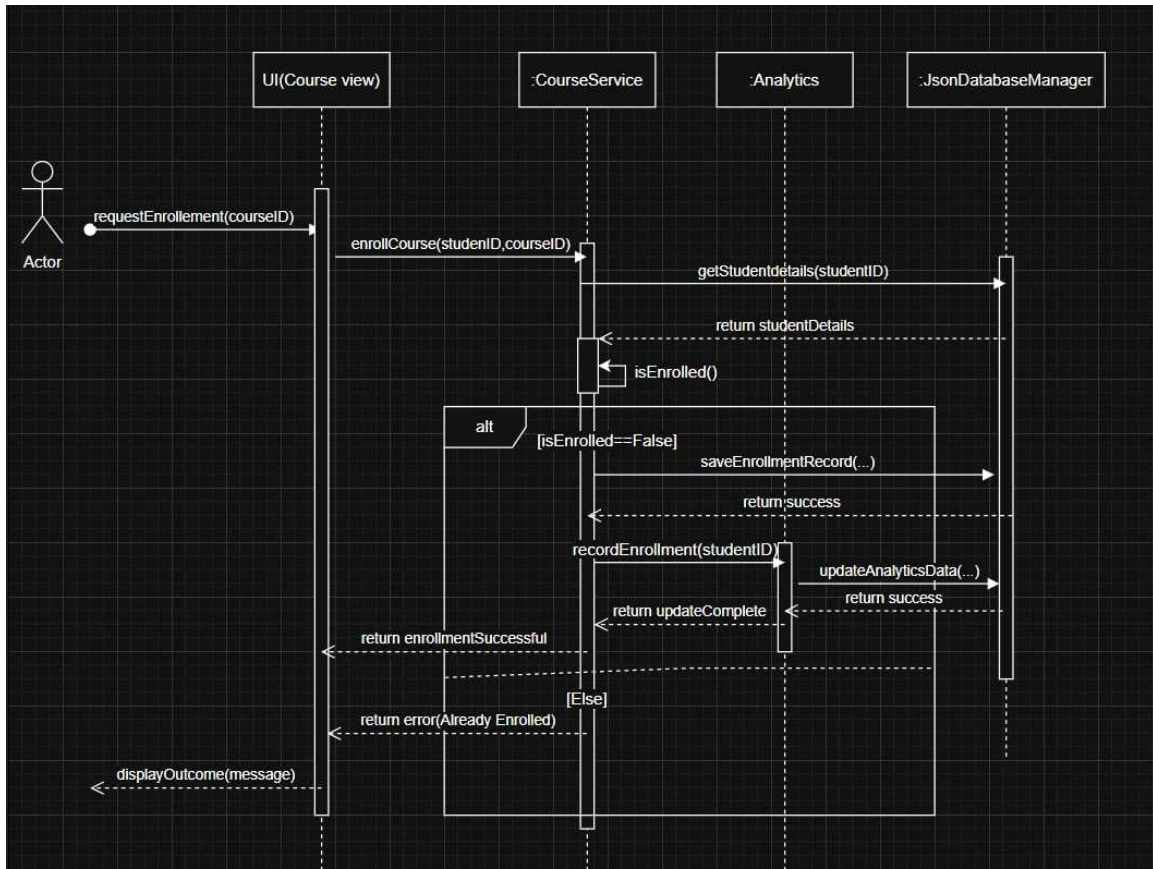 UI(Course view)
:CourseService
:Analytics
:JsonDatabaseManager
requestEnrollement(courseID)
Actor
enrollCourse(studenID,courseID)
getStudentdetails(studentID)
return studentDetails
isEnrolled()
alt
[isEnrolled==False]
saveEnrollmentRecord(...)
return success
recordEnrollment(studentID)
updateAnalyticsData(...)
return success
return updateComplete
return enrollmentSuccessful
[Else]
return error(Already Enrolled)
displayOutcome(message)